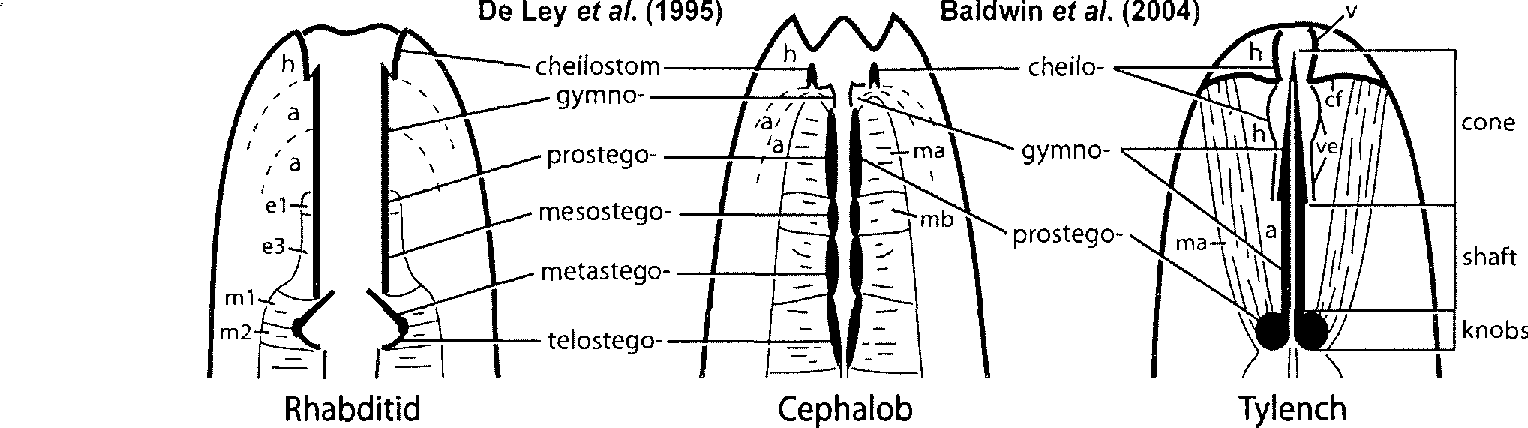 De Ley et al. (1995)
Baldwin et al. (2004)
h
a
a
e1
e3
m1
m2
cheilostom
gymno-
prostego-
mesostego-
metastego-
telostego-
h
a
a
ma
mb
cheilo-
gymno-
prostego-
v
h
cf
h
ve
a
ma
cone
shaft
knobs
Rhabditid
Cephalob
Tylench